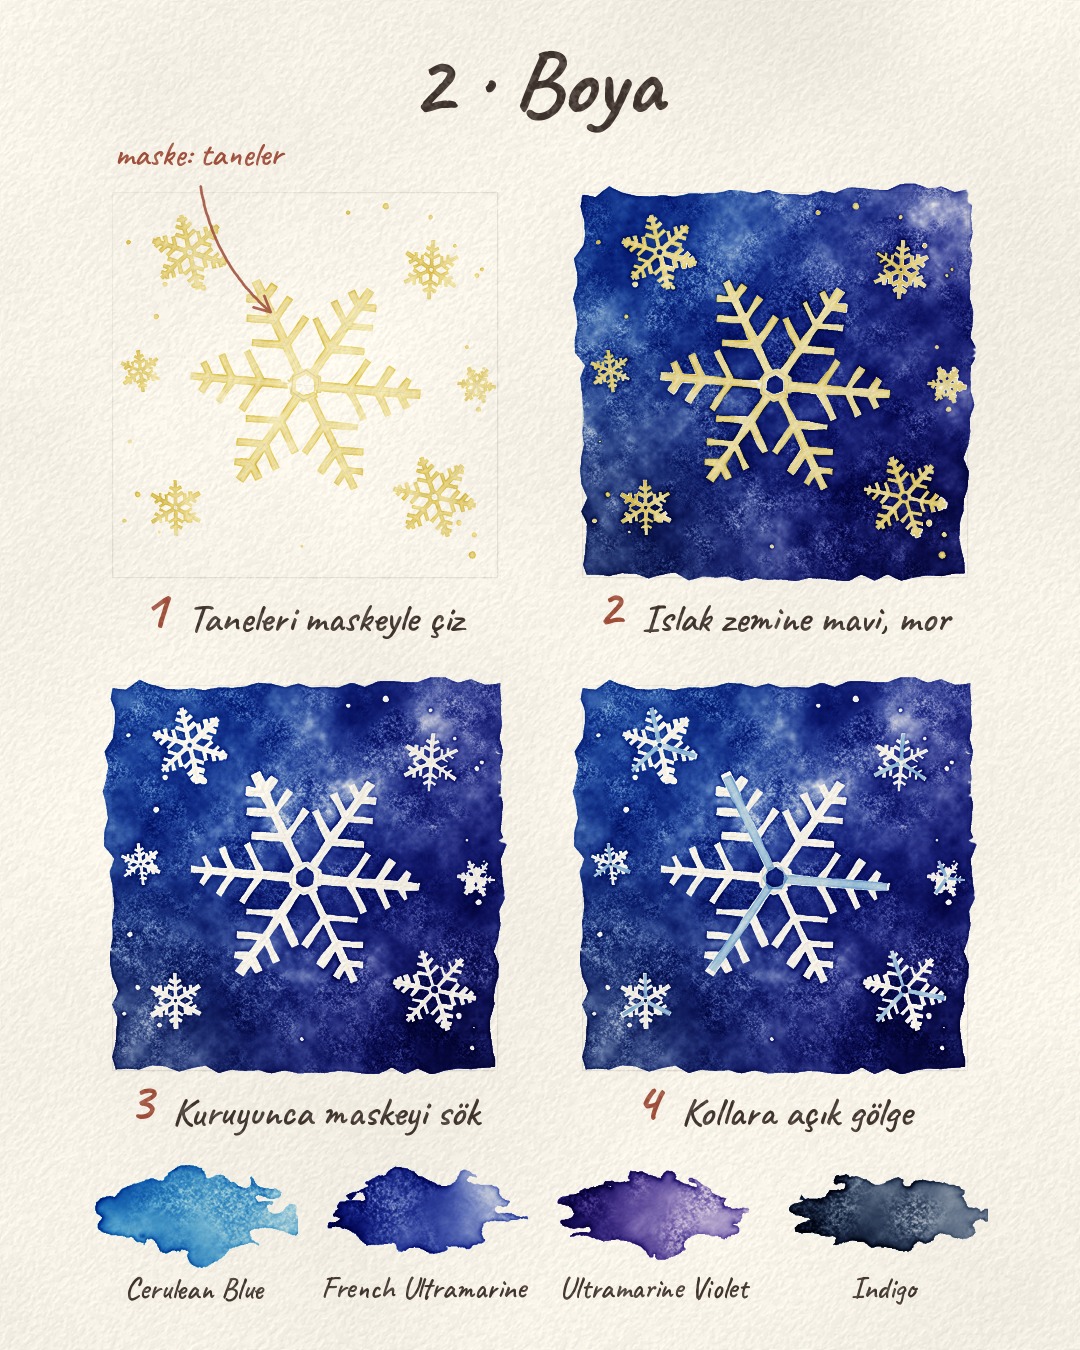 2 · Boya
maske: taneler
1 Taneleri maskeyle çiz
2 Islak zemine mavi, mor
3 Kuruyunca maskeyi sök
4 Kollara açık gölge
Cerulean Blue
French Ultramarine
Ultramarine Violet
Indigo